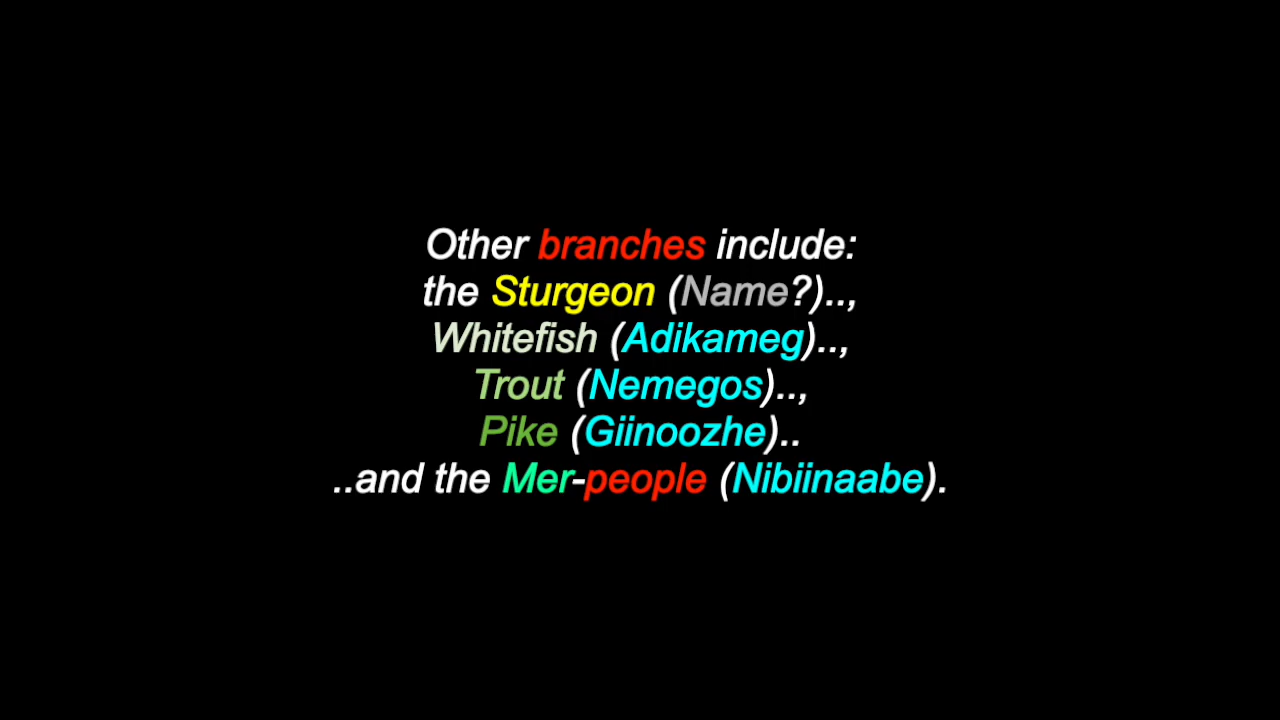 Other branches include:
the Sturgeon (Name?)..,
Whitefish (Adikameg)..,
Trout (Nemegos)..,
Pike (Giinoozhe)..
..and the Mer-people (Nibiinaabe).